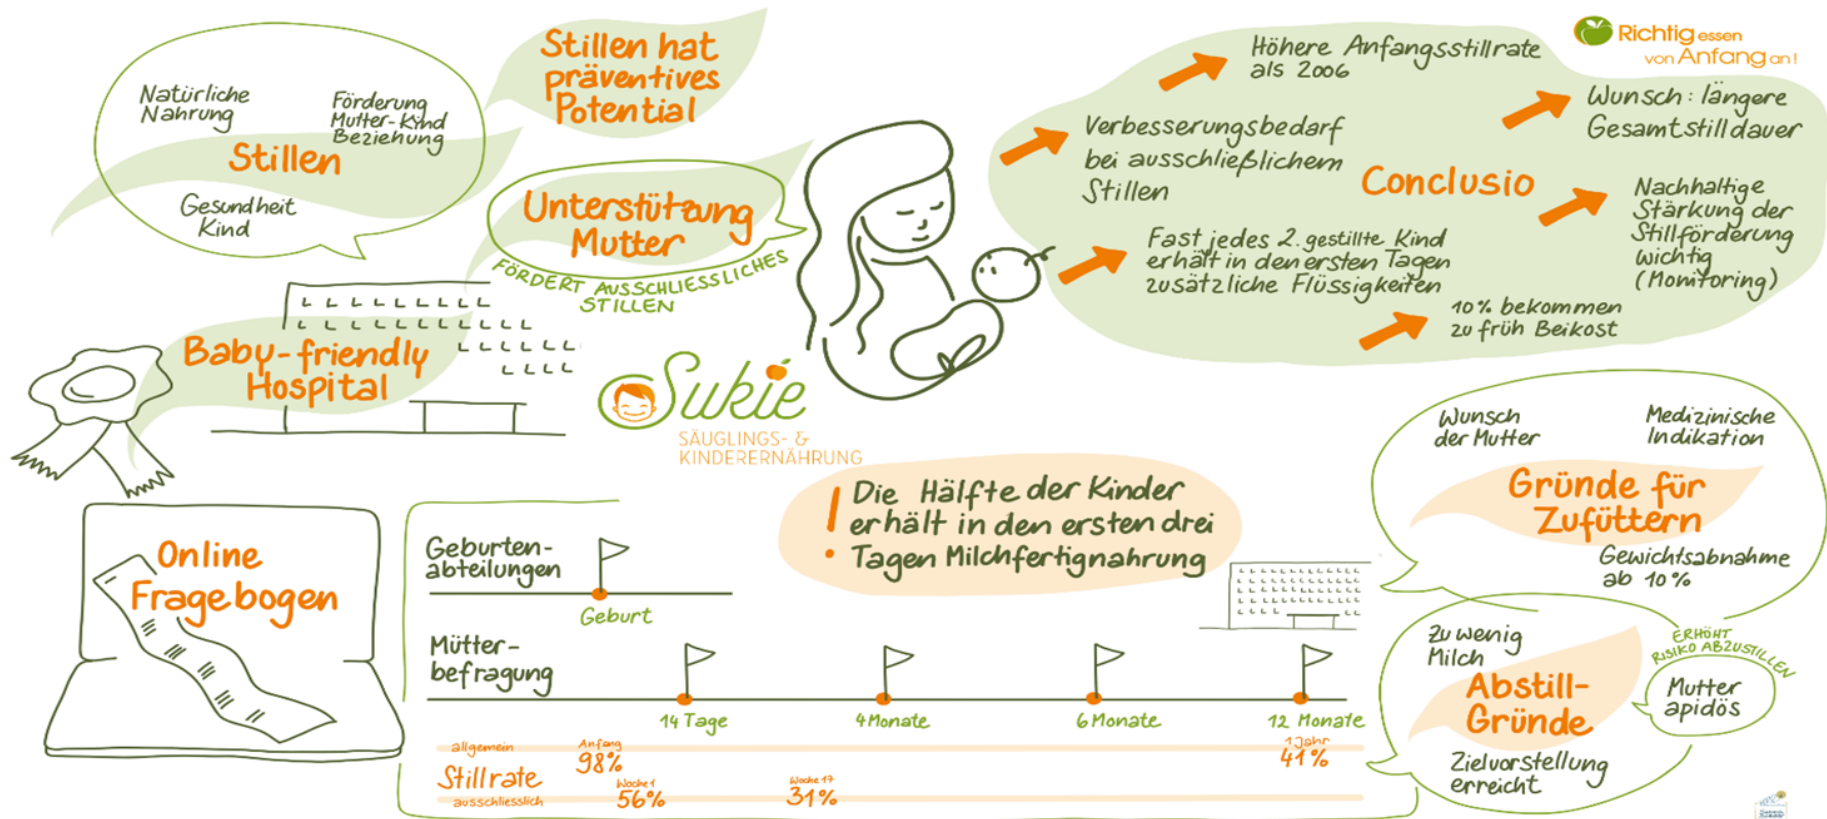 Natürliche
Nahrung
Förderung
Mutter-Kind
Beziehung
Stillen
Gesundheit
Kind
Stillen hat
präventives
Potential
Unterstützung
Mutter
FÖRDERT AUSSCHLIESSLICHES
STILLEN
Baby-friendly
Hospital
Sukie
SÄUGLINGS- &
KINDERERNÄHRUNG
Richtig essen
von Anfang an!
Höhere Anfangsstillrate
als 2006
Verbesserungsbedarf
bei ausschließlichem
Stillen
Conclusio
Wunsch: längere
Gesamtstilldauer
Nachhaltige
Stärkung der
Stillförderung
wichtig
(Monitoring)
Fast jedes 2. gestillte Kind
erhält in den ersten Tagen
zusätzliche Flüssigkeiten
10% bekommen
zu früh Beikost
Online
Fragebogen
Geburten-
abteilungen
Geburt
Mütter-
befragung
14 Tage
4 Monate
6 Monate
12 Monate
allgemein
Anfang
98%
1 Jahr
41%
Stillrate
ausschliesslich
Woche 1
56%
Woche 17
31%
! Die Hälfte der Kinder
erhält in den ersten drei
Tagen Milchfertignahrung
Wunsch
der Mutter
Medizinische
Indikation
Gründe für
Zufüttern
Gewichtsabnahme
ab 10%
Zu wenig
Milch
Abstill-
Gründe
Zielvorstellung
erreicht
ERHÖHT
RISIKO ABZUSTILLEN
Mutter
apidös